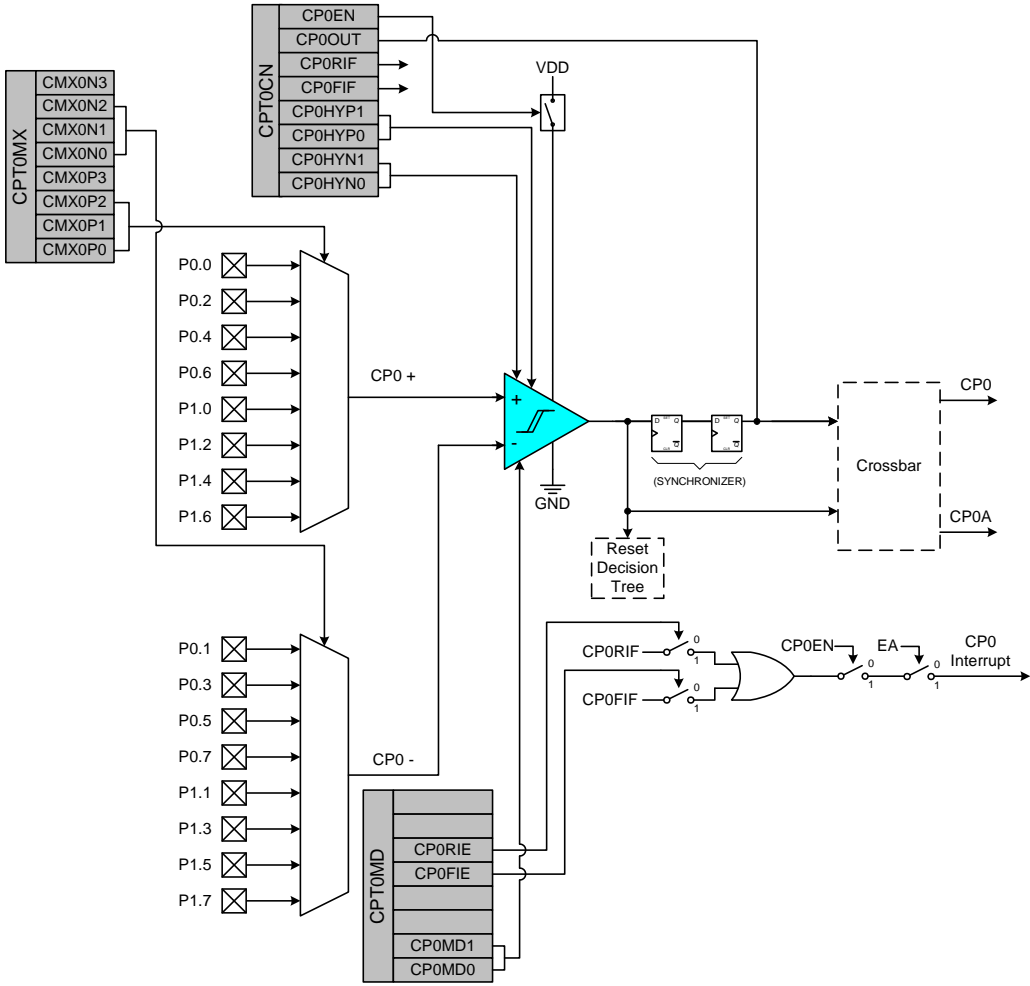 CPT0CN
CP0EN
CP0OUT
CP0RIF
CP0FIF
CP0HYP1
CP0HYP0
CP0HYN1
CP0HYN0
VDD
CPT0MX
CMX0N3
CMX0N2
CMX0N1
CMX0N0
CMX0P3
CMX0P2
CMX0P1
CMX0P0
P0.0
P0.2
P0.4
P0.6
P1.0
P1.2
P1.4
P1.6
CP0 +
+
-
GND
D SET Q
CLR Q
D SET Q
CLR Q
(SYNCHRONIZER)
Reset
Decision
Tree
Crossbar
CP0
CP0A
P0.1
P0.3
P0.5
P0.7
P1.1
P1.3
P1.5
P1.7
CP0 -
CP0RIF
0
1
CP0FIF
0
1
CP0EN
0
1
EA
0
1
CP0
Interrupt
CPT0MD
CP0RIE
CP0FIE
CP0MD1
CP0MD0